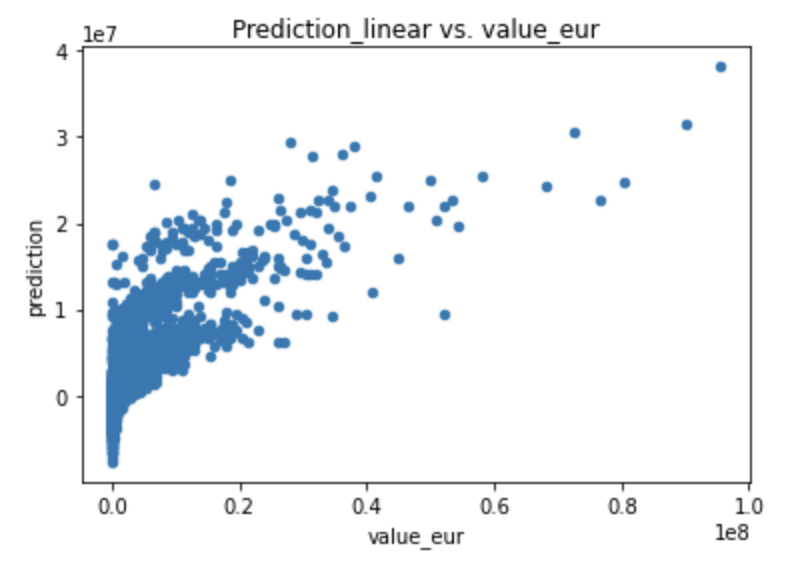 Prediction_linear vs. value_eur
1e7
4
3
2
1
0
prediction
0.0 0.2 0.4 0.6 0.8 1.0
1e8
value_eur